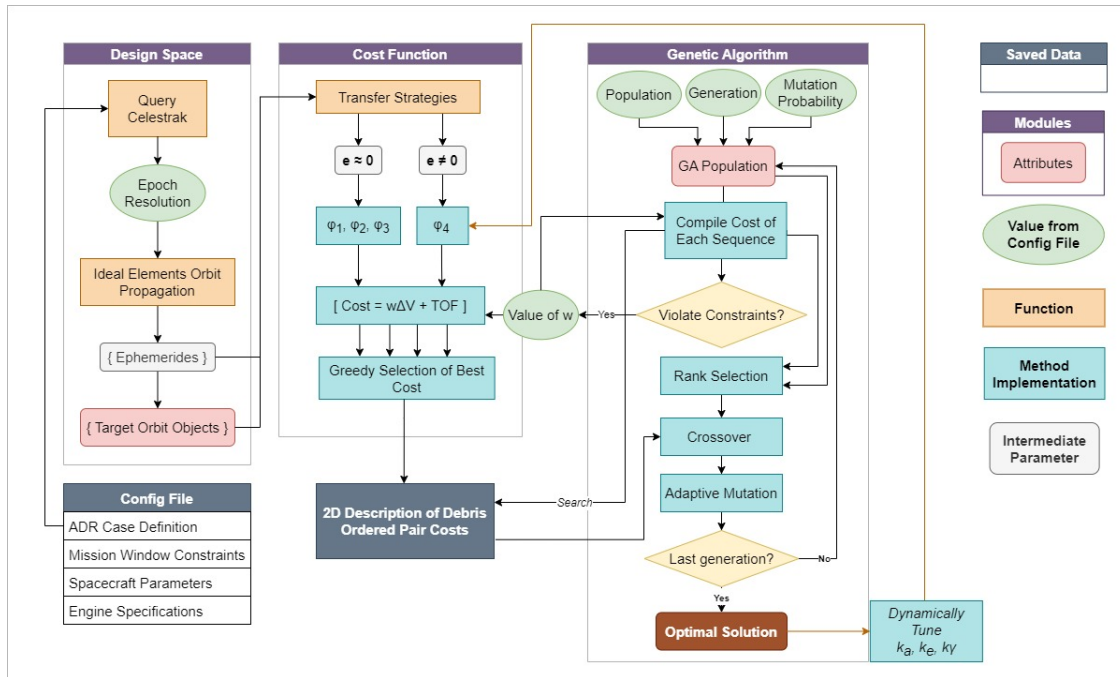 Design Space
Query
Celestrak
Epoch
Resolution
Ideal Elements Orbit
Propagation
{ Ephemerides }
{ Target Orbit Objects }
Config File
ADR Case Definition
Mission Window Constraints
Spacecraft Parameters
Engine Specifications
Cost Function
Transfer Strategies
e ≈ 0
e ≠ 0
φ1, φ2, φ3
φ4
[ Cost = wΔV + TOF ]
Greedy Selection of Best
Cost
2D Description of Debris
Ordered Pair Costs
Value of w
Yes
Search
Genetic Algorithm
Population
Generation
Mutation
Probability
GA Population
Compile Cost of
Each Sequence
Violate Constraints?
Rank Selection
Crossover
Adaptive Mutation
Last generation?
No
Yes
Optimal Solution
Dynamically
Tune
ka, ke, kγ
Saved Data
Modules
Attributes
Value from
Config File
Function
Method
Implementation
Intermediate
Parameter